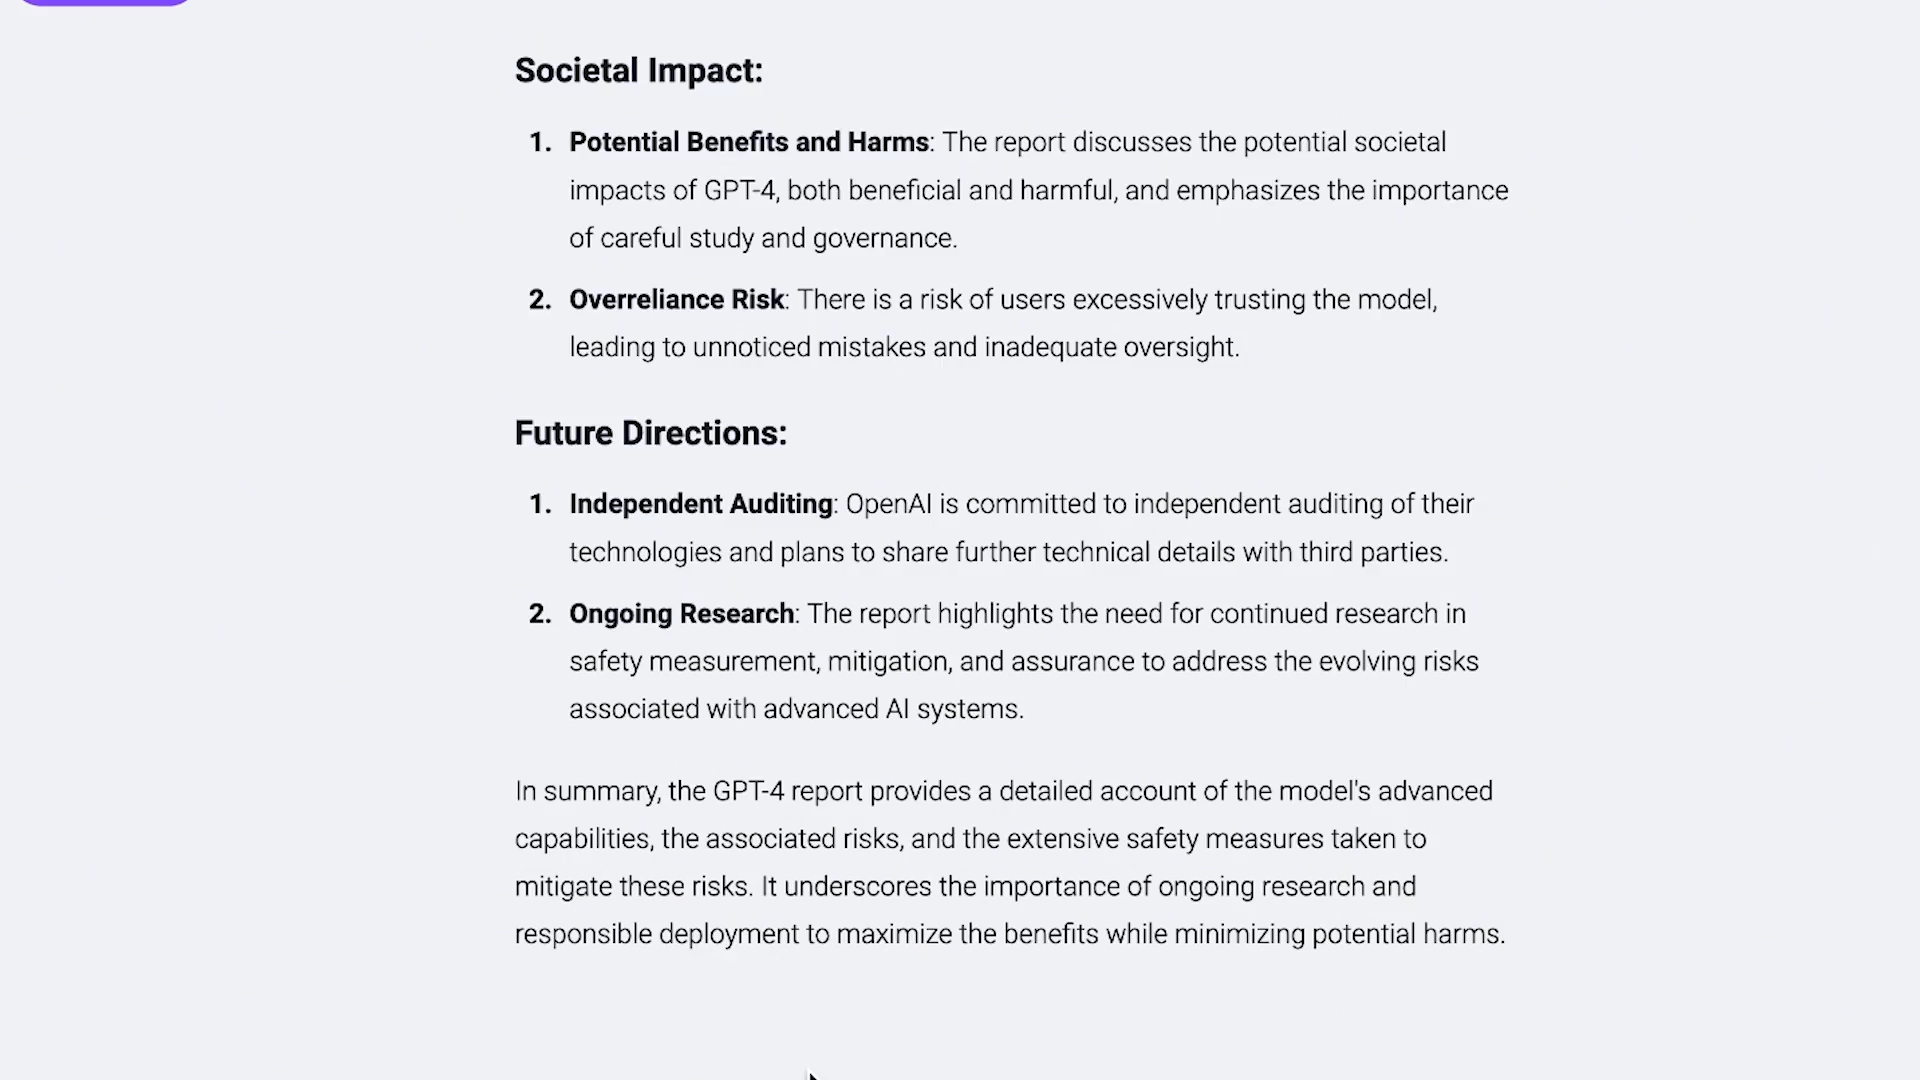 Societal Impact:
1. Potential Benefits and Harms: The report discusses the potential societal
impacts of GPT-4, both beneficial and harmful, and emphasizes the importance
of careful study and governance.
2. Overreliance Risk: There is a risk of users excessively trusting the model,
leading to unnoticed mistakes and inadequate oversight.
Future Directions:
1. Independent Auditing: OpenAI is committed to independent auditing of their
technologies and plans to share further technical details with third parties.
2. Ongoing Research: The report highlights the need for continued research in
safety measurement, mitigation, and assurance to address the evolving risks
associated with advanced AI systems.
In summary, the GPT-4 report provides a detailed account of the model's advanced
capabilities, the associated risks, and the extensive safety measures taken to
mitigate these risks. It underscores the importance of ongoing research and
responsible deployment to maximize the benefits while minimizing potential harms.